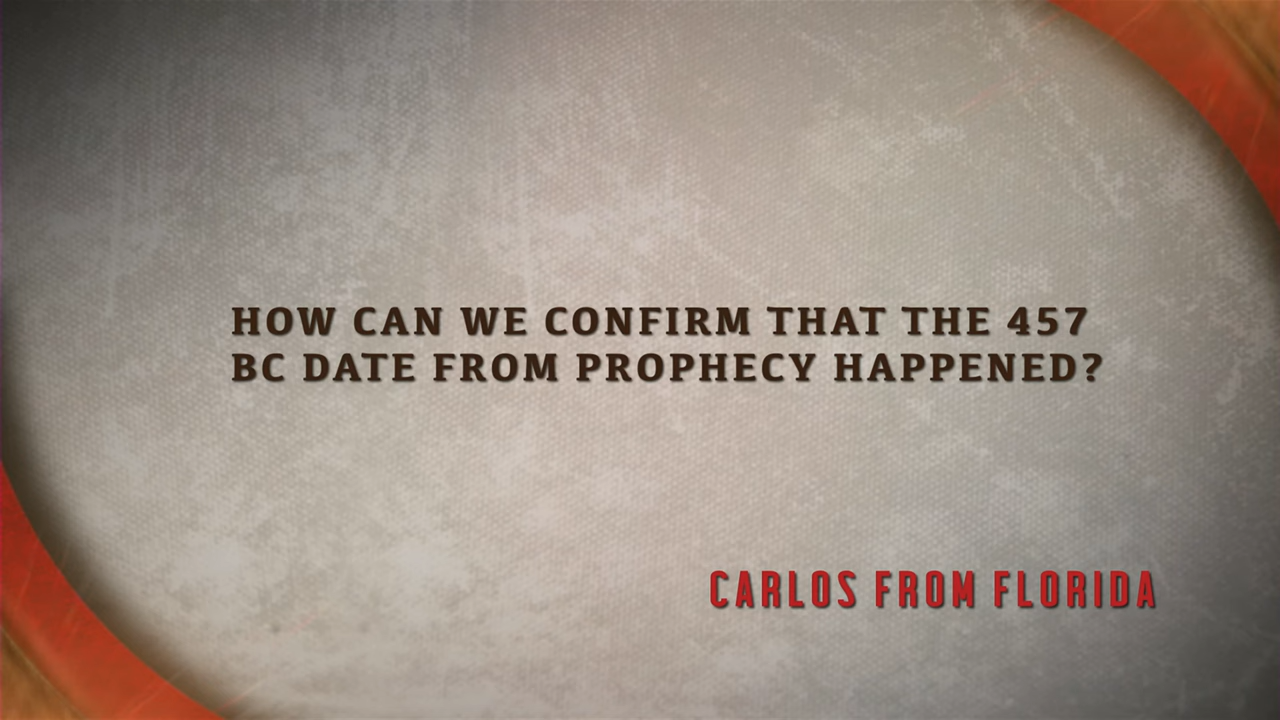 HOW CAN WE CONFIRM THAT THE 457
BC DATE FROM PROPHECY HAPPENED?
CARLOS FROM FLORIDA